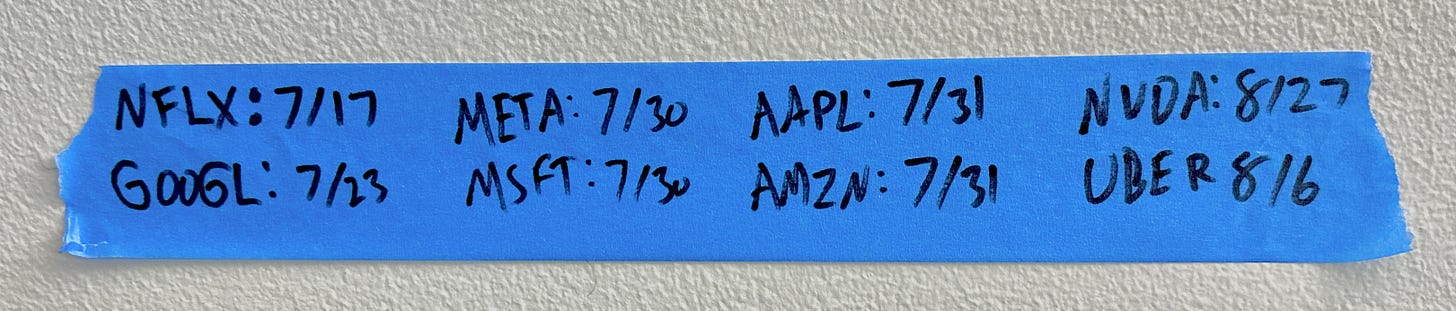 NFLX: 7/17 META: 7/30 AAPL: 7/31 NVDA: 8/27
GOOGL: 7/23 MSFT: 7/30 AMZN: 7/31 UBER 8/6